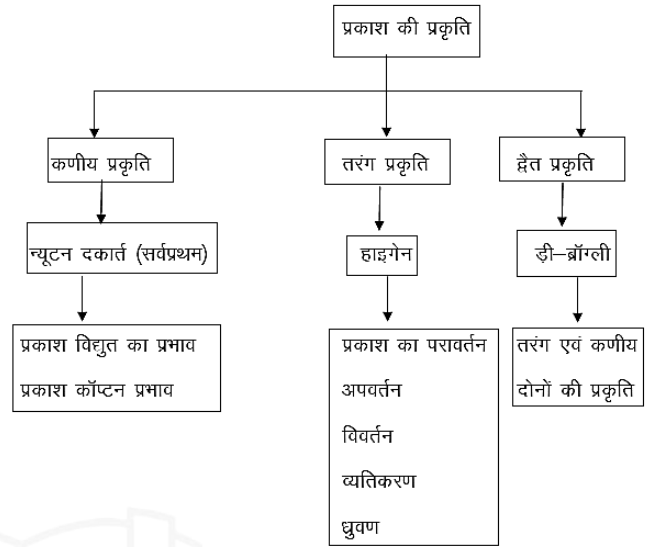 प्रकाश की प्रकृति
कणीय प्रकृति
तरंग प्रकृति
द्वैत प्रकृति
न्यूटन दकार्त (सर्वप्रथम)
हाइगेन
ड़ी–ब्रॉग्ली
प्रकाश विद्युत का प्रभाव
प्रकाश कॉप्टन प्रभाव
प्रकाश का परावर्तन
अपवर्तन
विवर्तन
व्यतिकरण
ध्रुवण
तरंग एवं कणीय
दोनों की प्रकृति